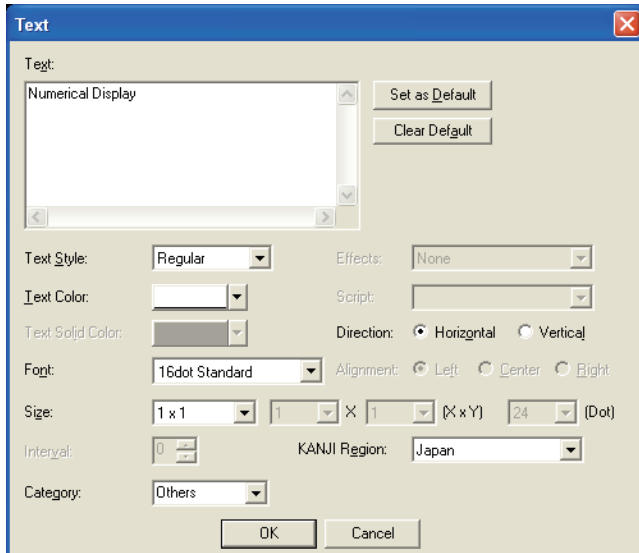 Text
Text:
Numerical Display
Set as Default
Clear Default
Text Style: Regular Effects: None
Text Color: Script:
Text Solid Color: Direction: Horizontal Vertical
Font: 16dot Standard Alignment: Left Center Right
Size: 1 x 1 1 X 1 (X x Y) 24 (Dot)
Interval: 0 KANJI Region: Japan
Category: Others
OK Cancel